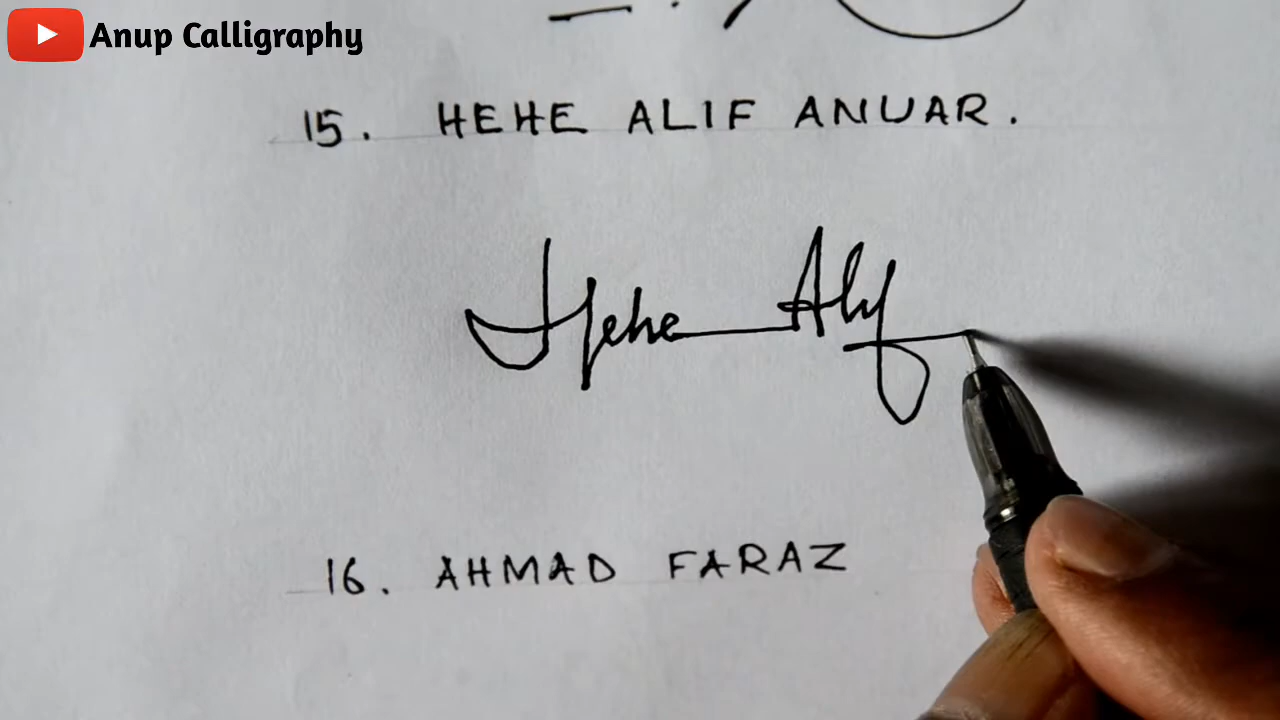 Anup Calligraphy
15. HEHE ALIF ANUAR.
Hehe Alif
16. AHMAD FARAZ